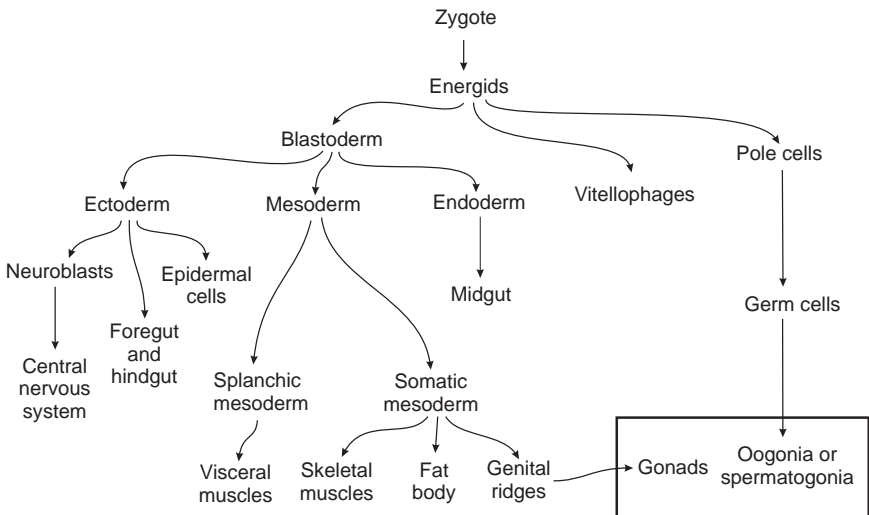 Zygote
Energids
Blastoderm
Pole cells
Vitellophages
Ectoderm
Mesoderm
Endoderm
Neuroblasts
Epidermal
cells
Midgut
Germ cells
Foregut
and
hindgut
Central
nervous
system
Splanchic
mesoderm
Somatic
mesoderm
Visceral
muscles
Skeletal
muscles
Fat
body
Genital
ridges
Gonads
Oogonia or
spermatogonia